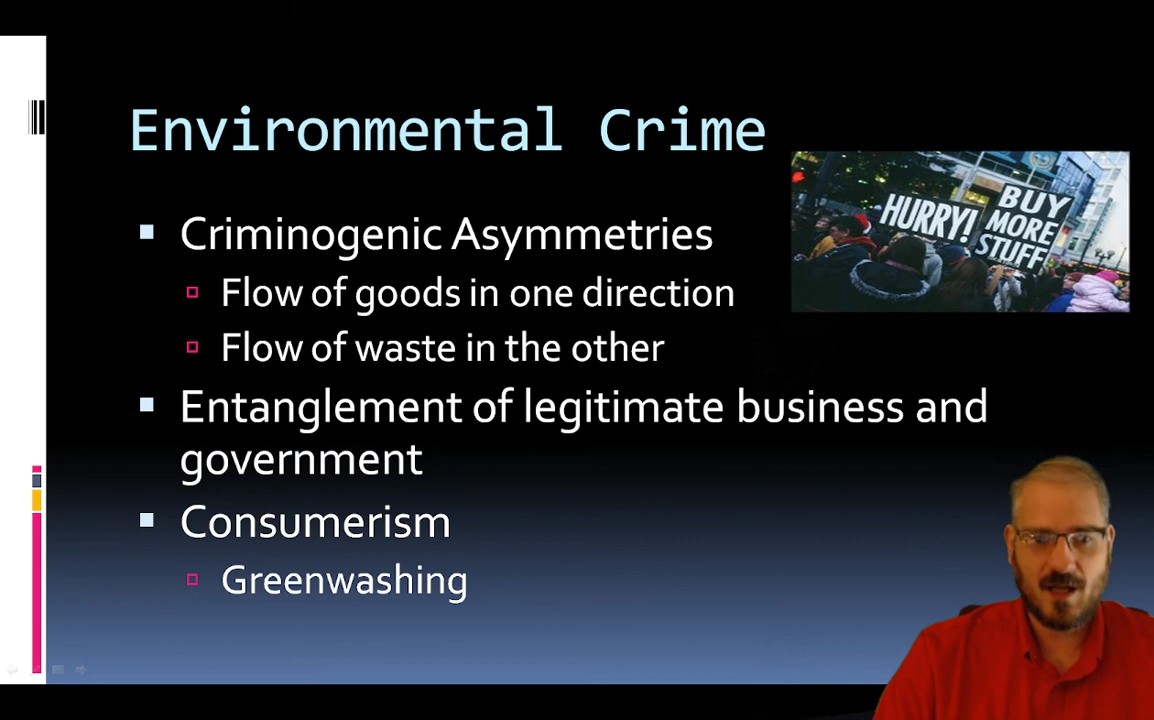 Environmental Crime
Criminogenic Asymmetries
Flow of goods in one direction
Flow of waste in the other
Entanglement of legitimate business and
government
Consumerism
Greenwashing
HURRY!
BUY
MORE
STUFF